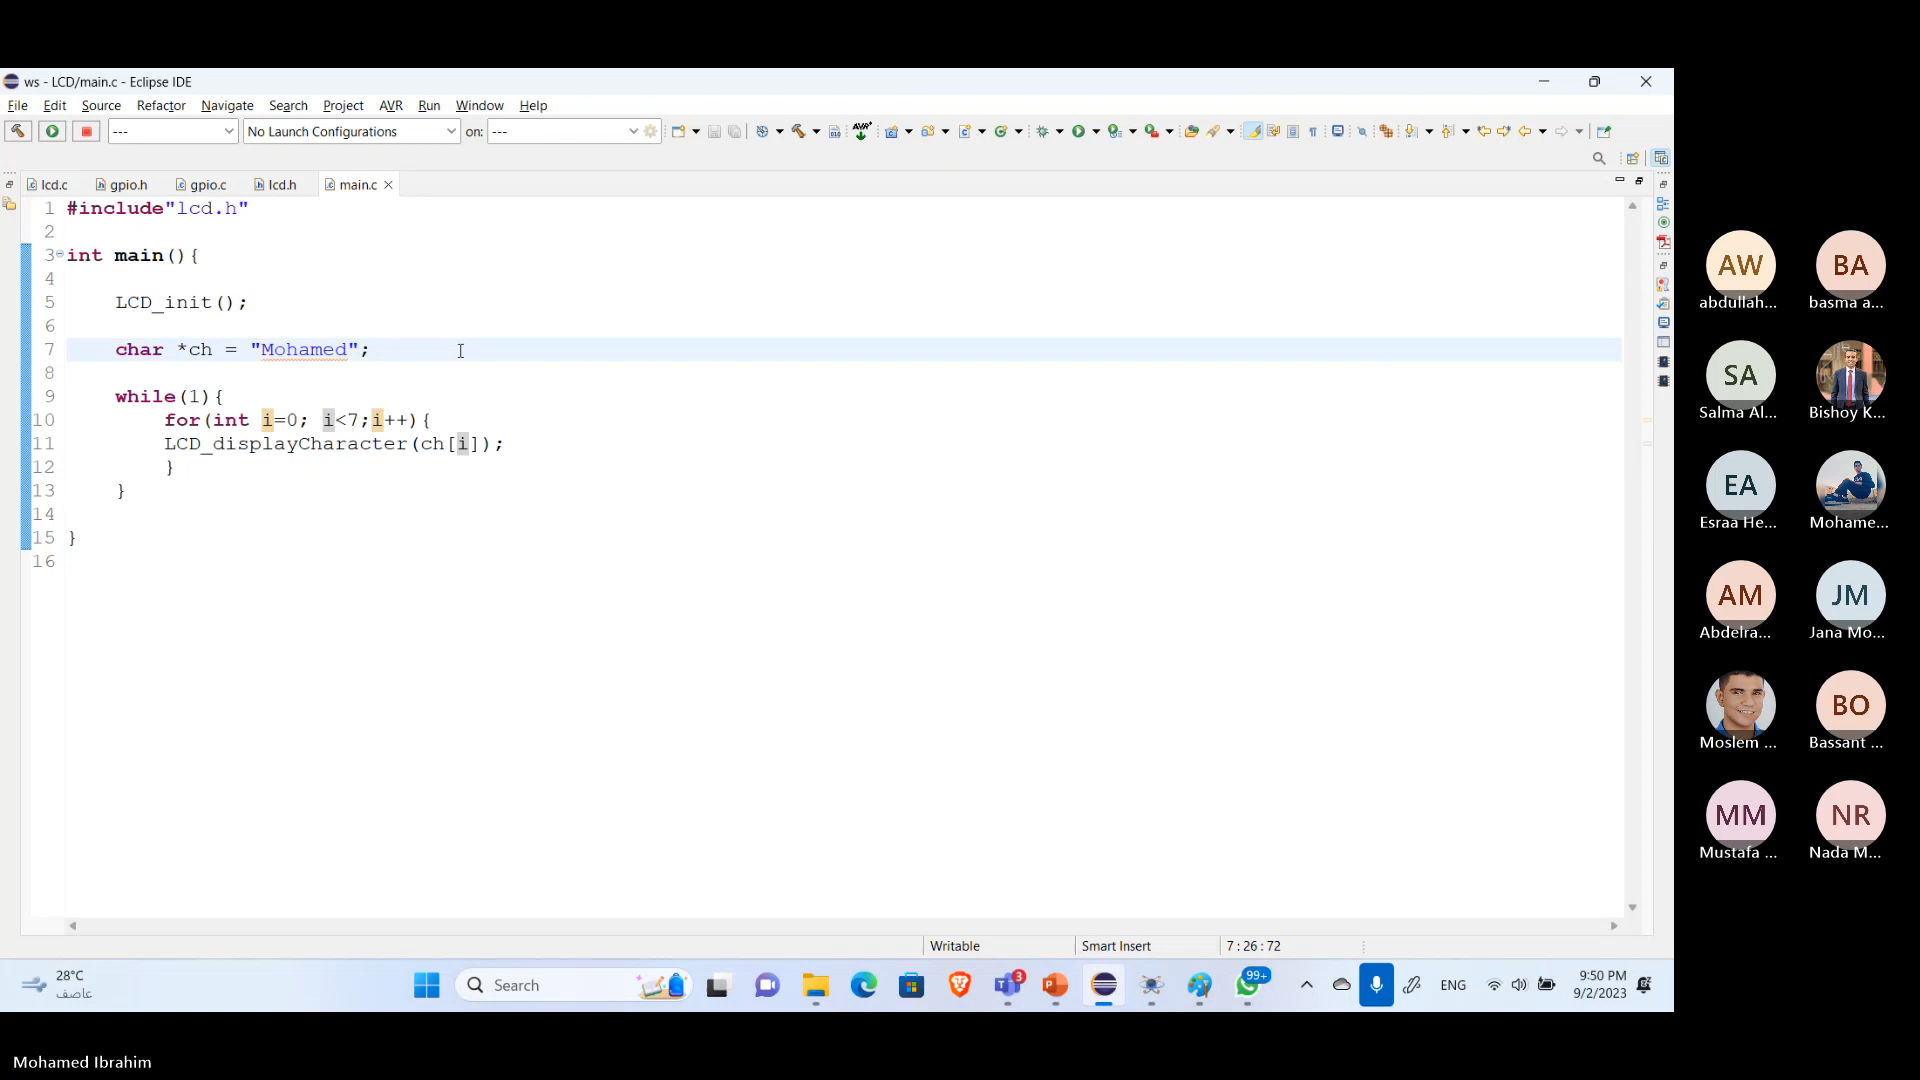 ws - LCD/main.c - Eclipse IDE
File Edit Source Refactor Navigate Search Project AVR Run Window Help
--- No Launch Configurations on: ---
lcd.c gpio.h gpio.c lcd.h main.c
1 #include"lcd.h"
2
3 int main(){
4
5 LCD_init();
6
7 char *ch = "Mohamed";
8
9 while(1){
10 for(int i=0; i<7;i++){
11 LCD_displayCharacter(ch[i]);
12 }
13 }
14
15 }
16
Writable Smart Insert 7 : 26 : 72
28°C
عاصف
Search
3
99+
ENG
9:50 PM
9/2/2023
AW BA
abdullah... basma a...
SA
Salma Al... Bishoy K...
EA
Esraa He... Mohame...
AM JM
Abdelra... Jana Mo...
BO
Moslem ... Bassant ...
MM NR
Mustafa ... Nada M...
Mohamed Ibrahim